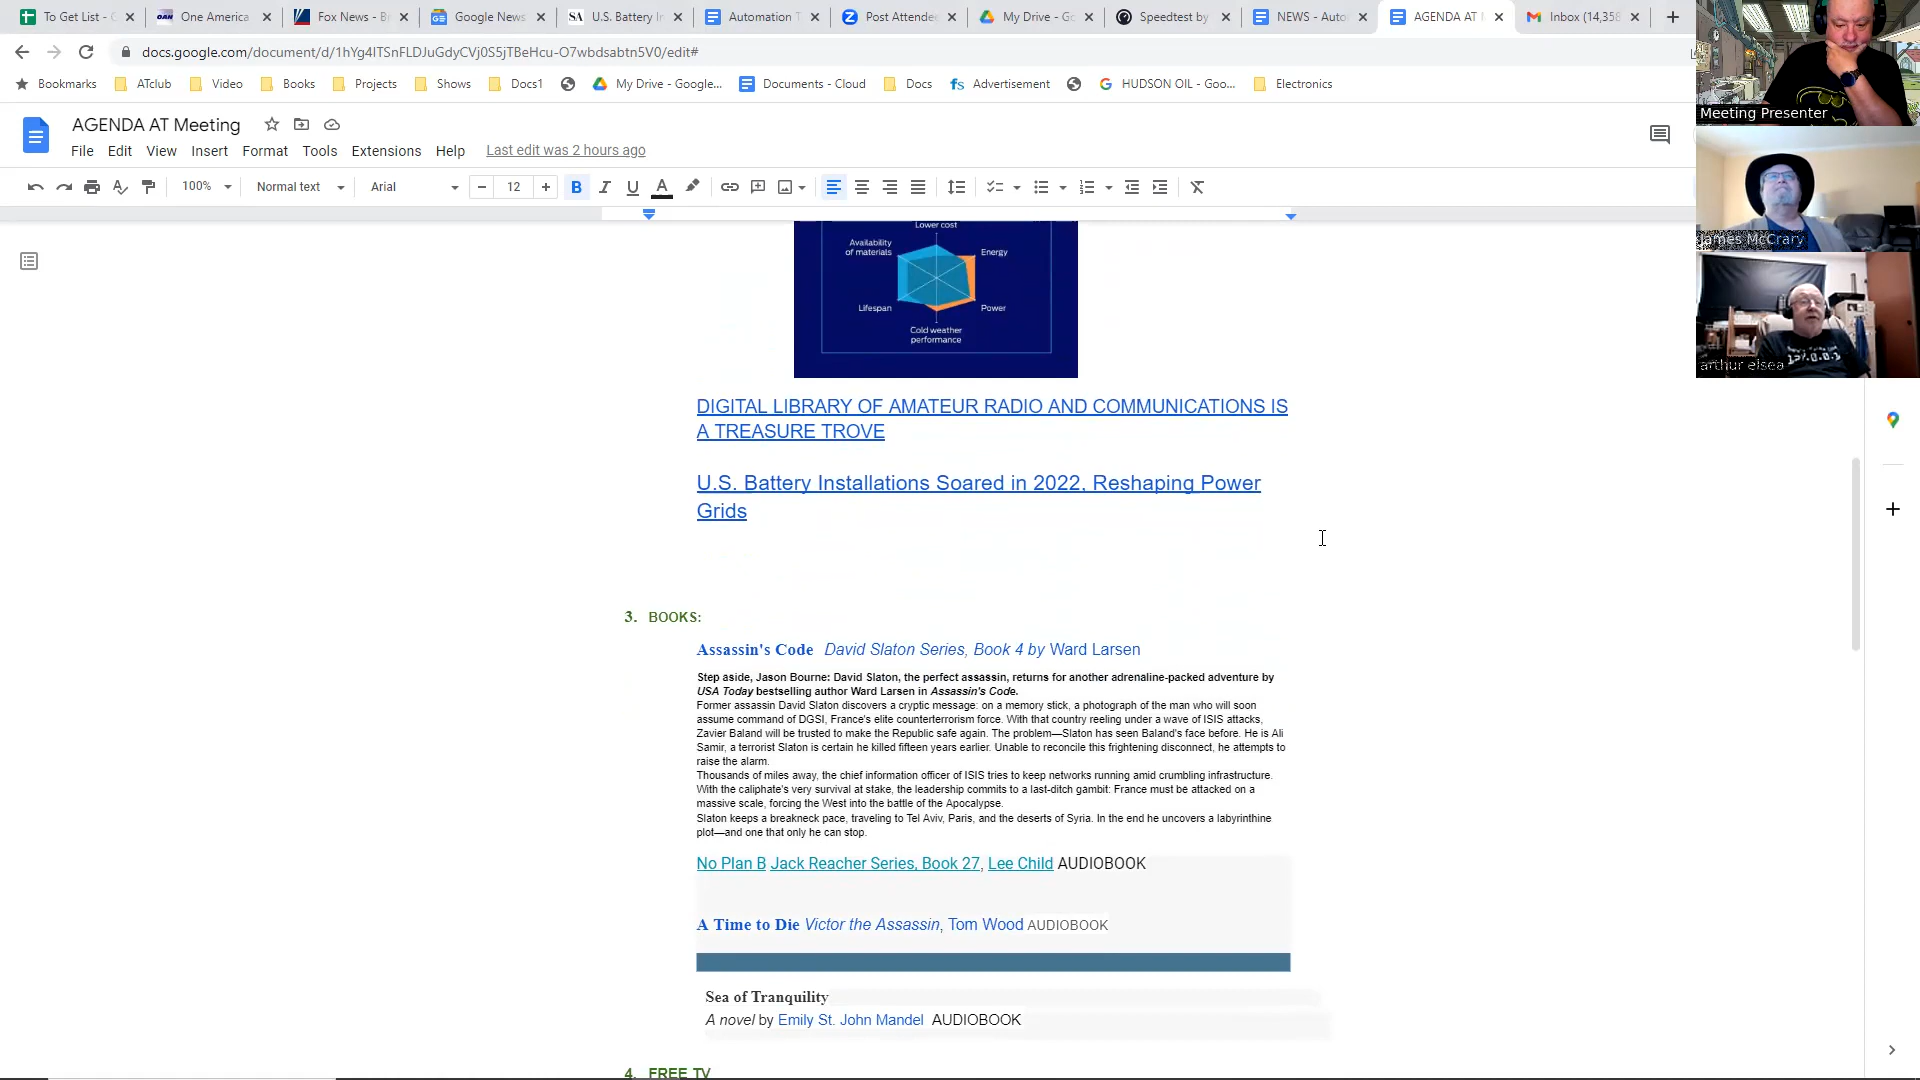 To Get List - G
One America
Fox News - Br
Google News
U.S. Battery In
Automation T
Post Attendee
My Drive - Go
Speedtest by
NEWS - Autor
AGENDA AT M
Inbox (14,358
docs.google.com/document/d/1hYg4ITSnFLDJuGdyCVj0S5jTBeHcu-O7wbdsabtn5V0/edit#
Bookmarks
ATclub
Video
Books
Projects
Shows
Docs1
My Drive - Google...
Documents - Cloud
Docs
Advertisement
HUDSON OIL - Goo...
Electronics
AGENDA AT Meeting
File Edit View Insert Format Tools Extensions Help Last edit was 2 hours ago
100% Normal text Arial 12
Meeting Presenter
James McCrary
arthur elsea
Lower cost
Availability
of materials
Energy
Lifespan
Power
Cold weather
performance
DIGITAL LIBRARY OF AMATEUR RADIO AND COMMUNICATIONS IS
A TREASURE TROVE
U.S. Battery Installations Soared in 2022, Reshaping Power
Grids
3. BOOKS:
Assassin's Code David Slaton Series, Book 4 by Ward Larsen
Step aside, Jason Bourne: David Slaton, the perfect assassin, returns for another adrenaline-packed adventure by
USA Today bestselling author Ward Larsen in Assassin's Code.
Former assassin David Slaton discovers a cryptic message: on a memory stick, a photograph of the man who will soon
assume command of DGSI, France's elite counterterrorism force. With that country reeling under a wave of ISIS attacks,
Zavier Baland will be trusted to make the Republic safe again. The problem—Slaton has seen Baland's face before. He is Ali
Samir, a terrorist Slaton is certain he killed fifteen years earlier. Unable to reconcile this frightening disconnect, he attempts to
raise the alarm.
Thousands of miles away, the chief information officer of ISIS tries to keep networks running amid crumbling infrastructure.
With the caliphate's very survival at stake, the leadership commits to a last-ditch gambit: France must be attacked on a
massive scale, forcing the West into the battle of the Apocalypse.
Slaton keeps a breakneck pace, traveling to Tel Aviv, Paris, and the deserts of Syria. In the end he uncovers a labyrinthine
plot—and one that only he can stop.
No Plan B Jack Reacher Series, Book 27, Lee Child AUDIOBOOK
A Time to Die Victor the Assassin, Tom Wood AUDIOBOOK
Sea of Tranquility
A novel by Emily St. John Mandel AUDIOBOOK
4. FREE TV